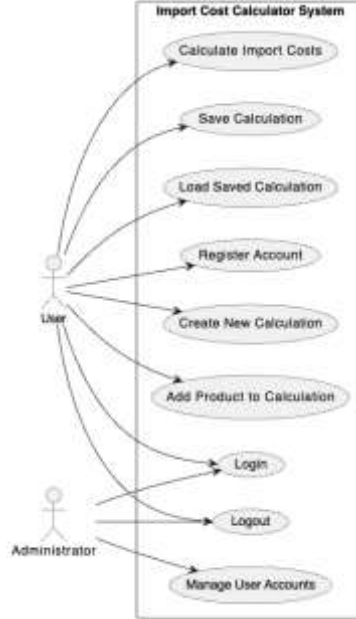 Import Cost Calculator System
Calculate Import Costs
Save Calculation
Load Saved Calculation
Register Account
User
Create New Calculation
Add Product to Calculation
Login
Logout
Administrator
Manage User Accounts